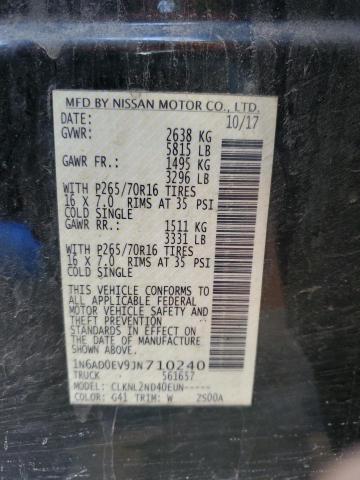 MFD BY NISSAN MOTOR CO., LTD.
DATE: 10/17
GVWR: 2638 KG
5815 LB
GAWR FR.: 1495 KG
3296 LB
WITH P265/70R16 TIRES
16 X 7.0 RIMS AT 35 PSI
COLD SINGLE
GAWR RR.: 1511 KG
3331 LB
WITH P265/70R16 TIRES
16 X 7.0 RIMS AT 35 PSI
COLD SINGLE
THIS VEHICLE CONFORMS TO
ALL APPLICABLE FEDERAL
MOTOR VEHICLE SAFETY AND
THEFT PREVENTION
STANDARDS IN EFFECT ON
THE DATE OF MANUFACTURE
SHOWN ABOVE.
1N6AD0EV9JN710240
TRUCK 561657
MODEL: CLKNL2ND40EUN-----
COLOR: G41 TRIM: W 2S00A